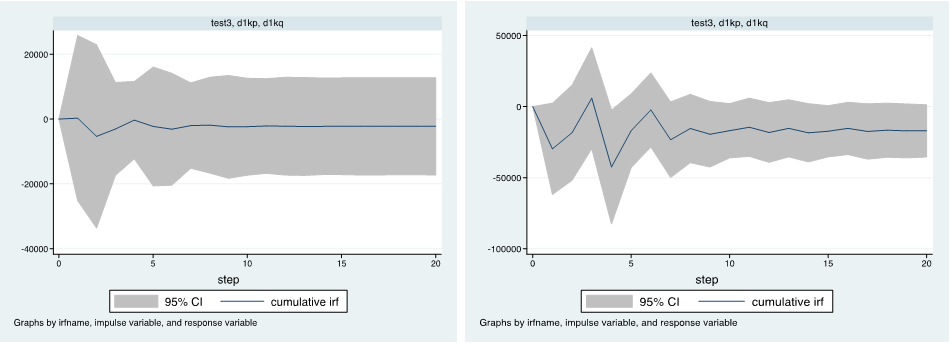 test3, d1kp, d1kq
20000
0
-20000
-40000
0 5 10 15 20
step
95% CI cumulative irf
Graphs by irfname, impulse variable, and response variable
test3, d1kp, d1kq
50000
0
-50000
-100000
0 5 10 15 20
step
95% CI cumulative irf
Graphs by irfname, impulse variable, and response variable